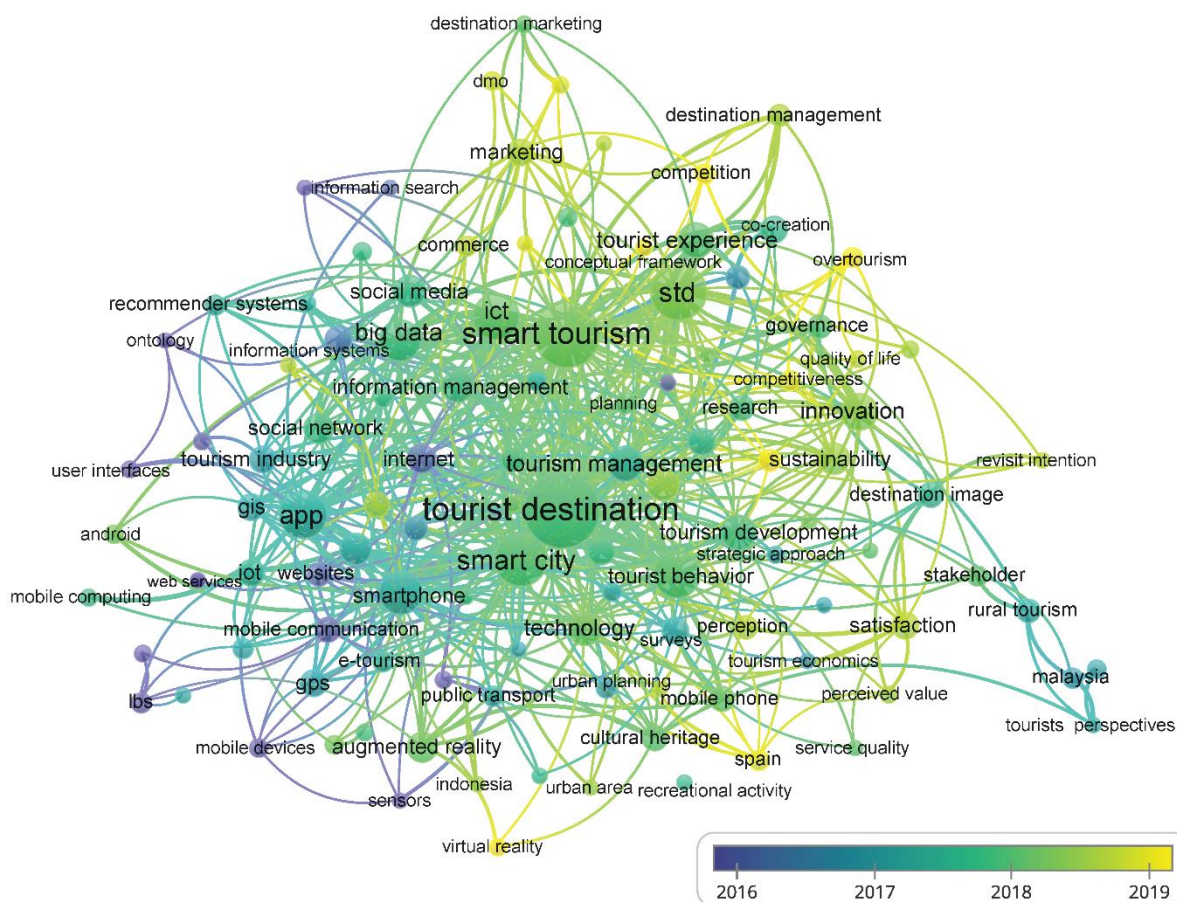 destination marketing
dmo
destination management
marketing
competition
information search
co-creation
tourist experience
commerce
conceptual framework
overtourism
social media
std
recommender systems
ict
smart tourism
governance
big data
ontology
information systems
quality of life
information management
competitiveness
planning
research
innovation
social network
tourism industry
internet
tourism management
sustainability
revisit intention
user interfaces
destination image
gis
app
tourist destination
android
tourism development
strategic approach
smart city
iot
websites
web services
tourist behavior
stakeholder
mobile computing
smartphone
rural tourism
mobile communication
technology
perception
satisfaction
surveys
e-tourism
tourism economics
malaysia
gps
public transport
urban planning
mobile phone
perceived value
lbs
tourists perspectives
mobile devices
augmented reality
cultural heritage
service quality
spain
indonesia
urban area
recreational activity
sensors
virtual reality
2016 2017 2018 2019